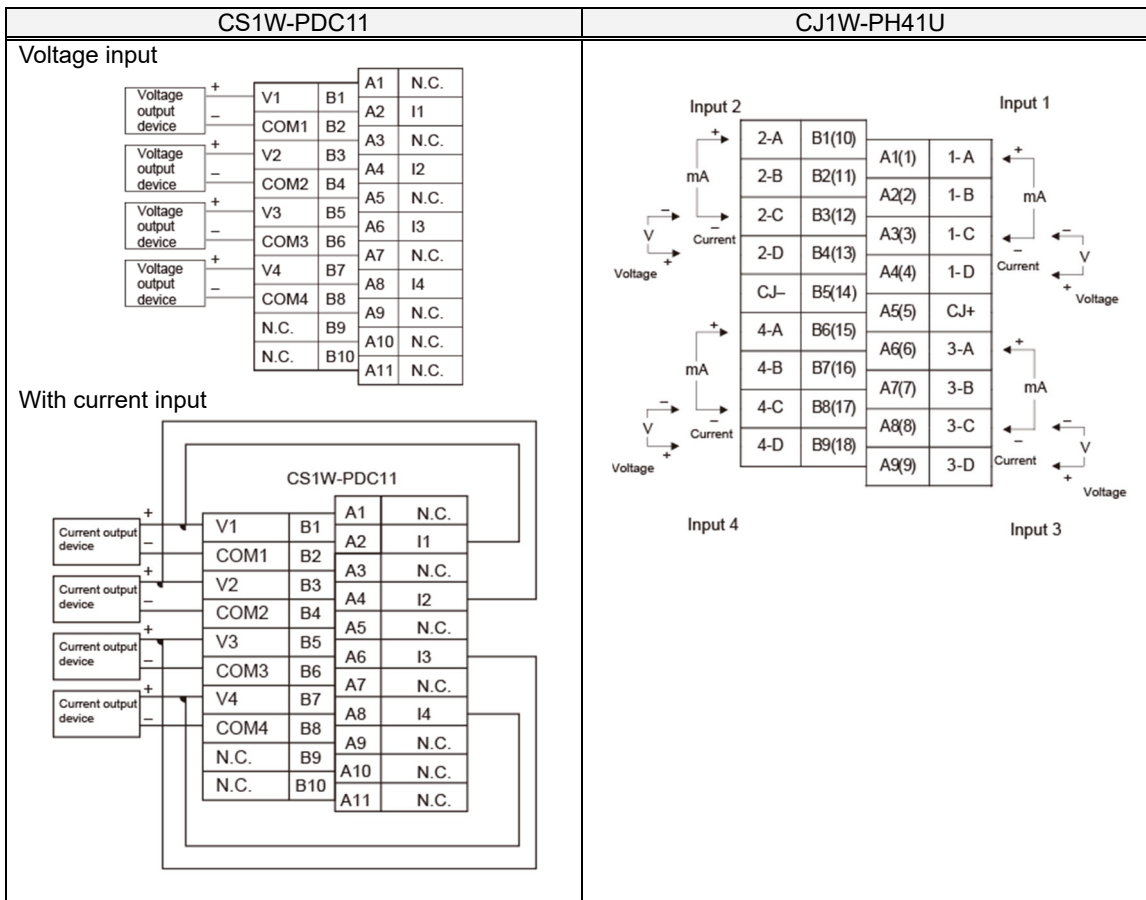 CS1W-PDC11 CJ1W-PH41U
Voltage input
Voltage output device + –
Voltage output device + –
Voltage output device + –
Voltage output device + –
V1 B1
COM1 B2
V2 B3
COM2 B4
V3 B5
COM3 B6
V4 B7
COM4 B8
N.C. B9
N.C. B10
A1 N.C.
A2 I1
A3 N.C.
A4 I2
A5 N.C.
A6 I3
A7 N.C.
A8 I4
A9 N.C.
A10 N.C.
A11 N.C.
With current input
CS1W-PDC11
Current output device + –
Current output device + –
Current output device + –
Current output device + –
V1 B1
COM1 B2
V2 B3
COM2 B4
V3 B5
COM3 B6
V4 B7
COM4 B8
N.C. B9
N.C. B10
A1 N.C.
A2 I1
A3 N.C.
A4 I2
A5 N.C.
A6 I3
A7 N.C.
A8 I4
A9 N.C.
A10 N.C.
A11 N.C.
Input 2
Input 1
+ mA – Current
– V + Voltage
2-A B1(10)
2-B B2(11)
2-C B3(12)
2-D B4(13)
CJ– B5(14)
4-A B6(15)
4-B B7(16)
4-C B8(17)
4-D B9(18)
+ mA – Current
– V + Voltage
A1(1) 1-A
A2(2) 1-B
A3(3) 1-C
A4(4) 1-D
A5(5) CJ+
A6(6) 3-A
A7(7) 3-B
A8(8) 3-C
A9(9) 3-D
+ mA – Current
– V + Voltage
+ mA – Current
– V + Voltage
Input 4
Input 3